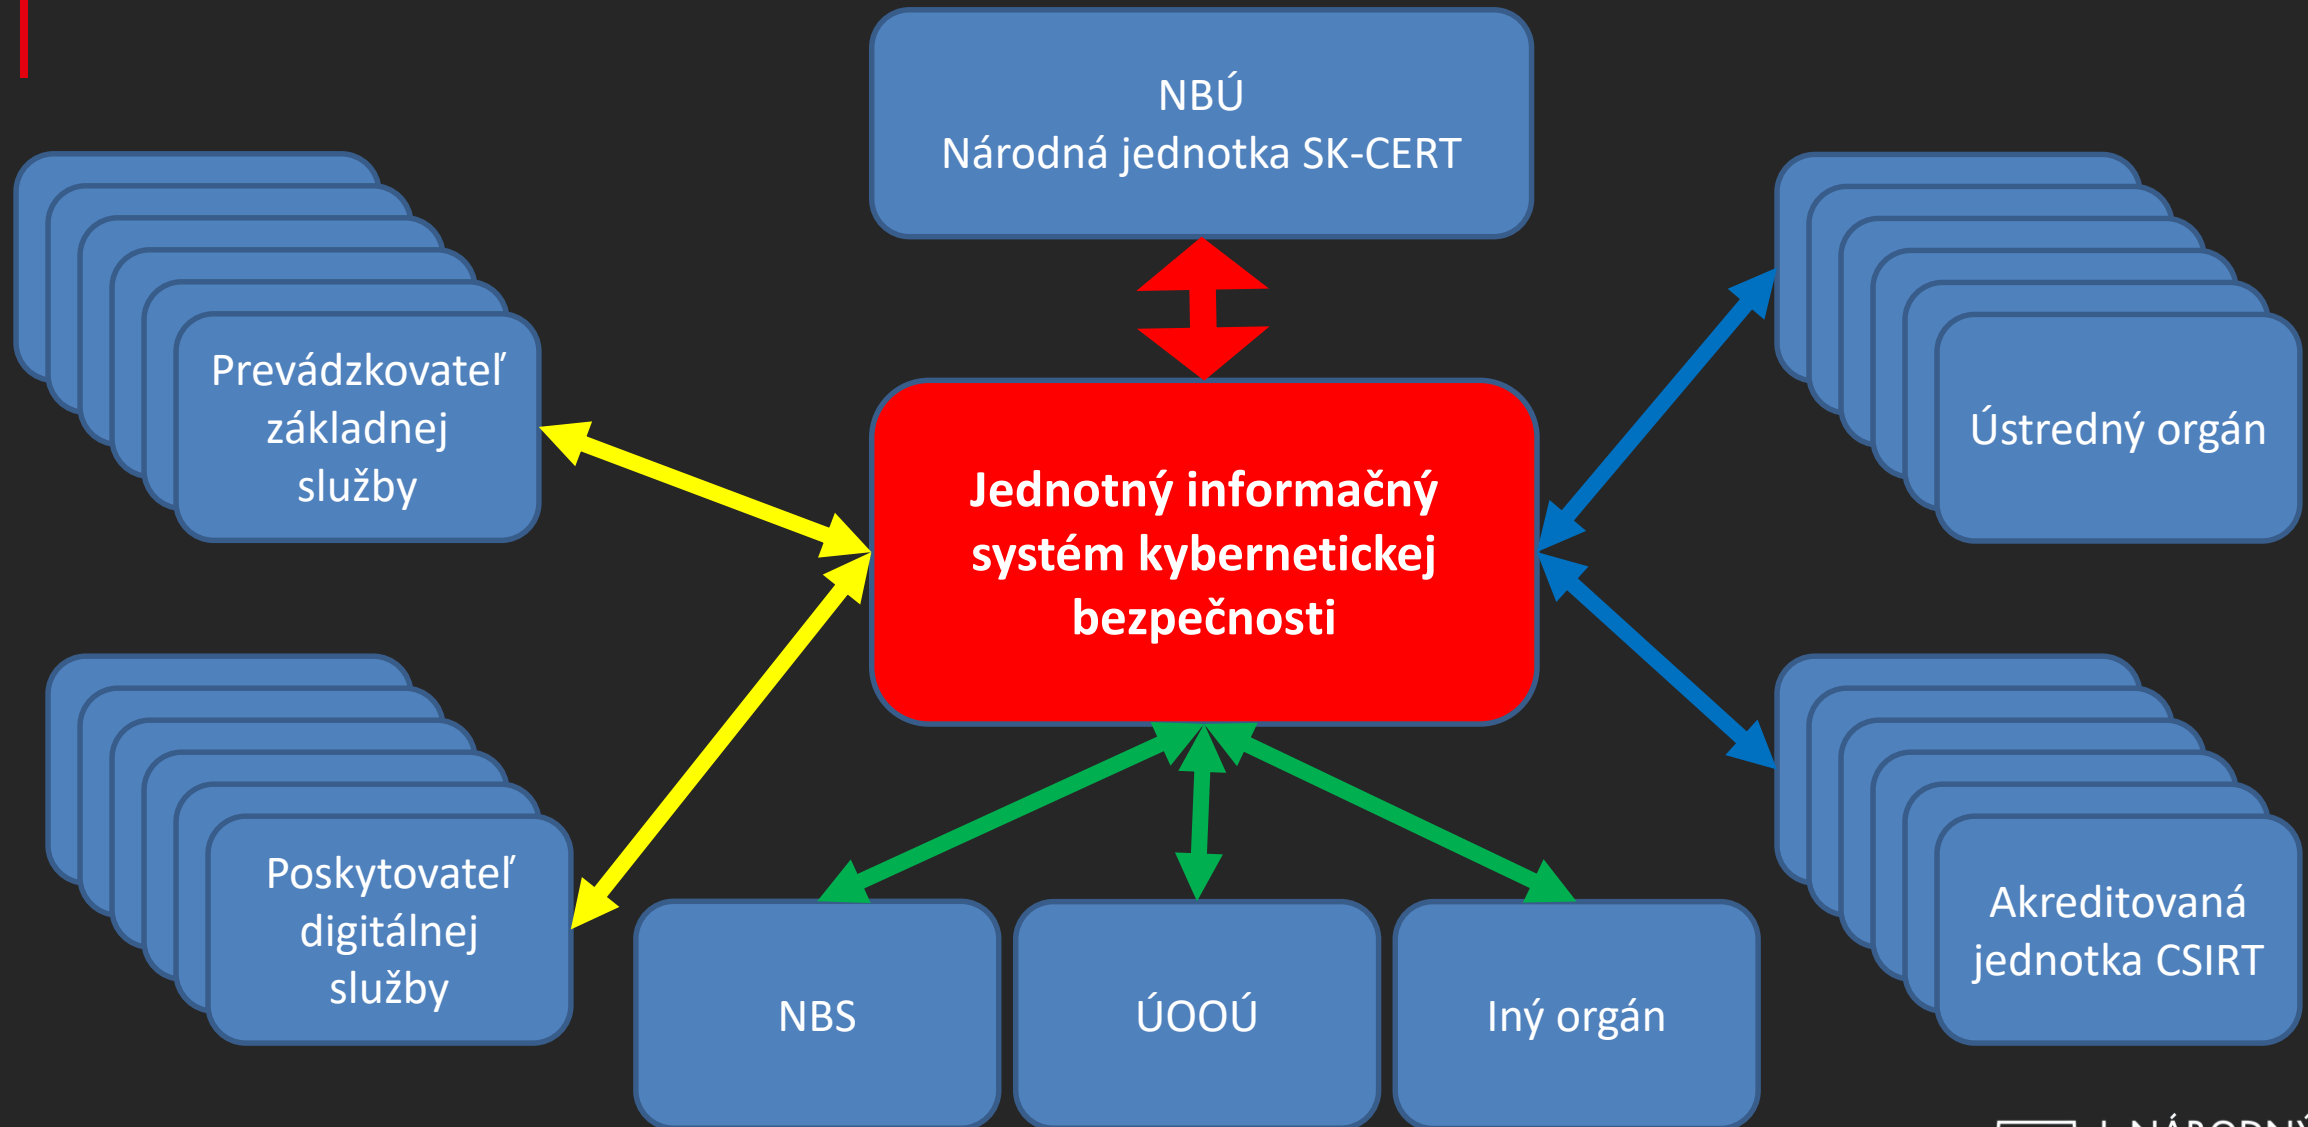 NBÚ
Národná jednotka SK-CERT
Prevádzkovateľ
základnej
služby
Ústredný orgán
Jednotný informačný
systém kybernetickej
bezpečnosti
Poskytovateľ
digitálnej
služby
Akreditovaná
jednotka CSIRT
NBS
ÚOOÚ
Iný orgán
NÁRODNÝ